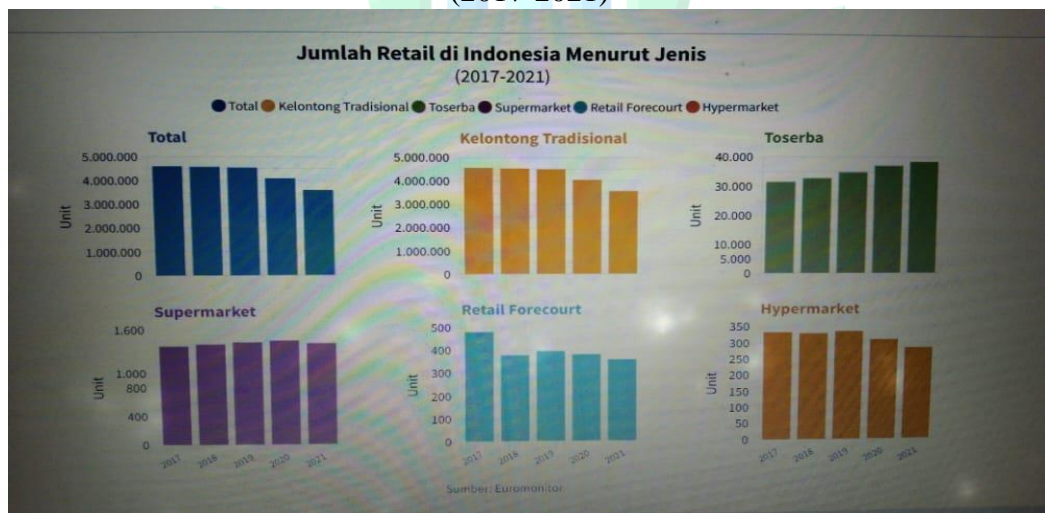 (2017-2021)
Jumlah Retail di Indonesia Menurut Jenis
(2017-2021)
Total Kelontong Tradisional Toserba Supermarket Retail Forecourt Hypermarket
Total
5.000.000
4.000.000
3.000.000
2.000.000
1.000.000
0
Unit
Kelontong Tradisional
5.000.000
4.000.000
3.000.000
2.000.000
1.000.000
0
Unit
Toserba
40.000
30.000
20.000
10.000
5.000
0
Unit
Supermarket
1.600
1.000
800
400
0
Unit
2017 2018 2019 2020 2021
Retail Forecourt
500
400
300
200
100
0
Unit
2017 2018 2019 2020 2021
Hypermarket
350
300
250
200
150
100
50
0
Unit
2017 2018 2019 2020 2021
Sumber: Euromonitor